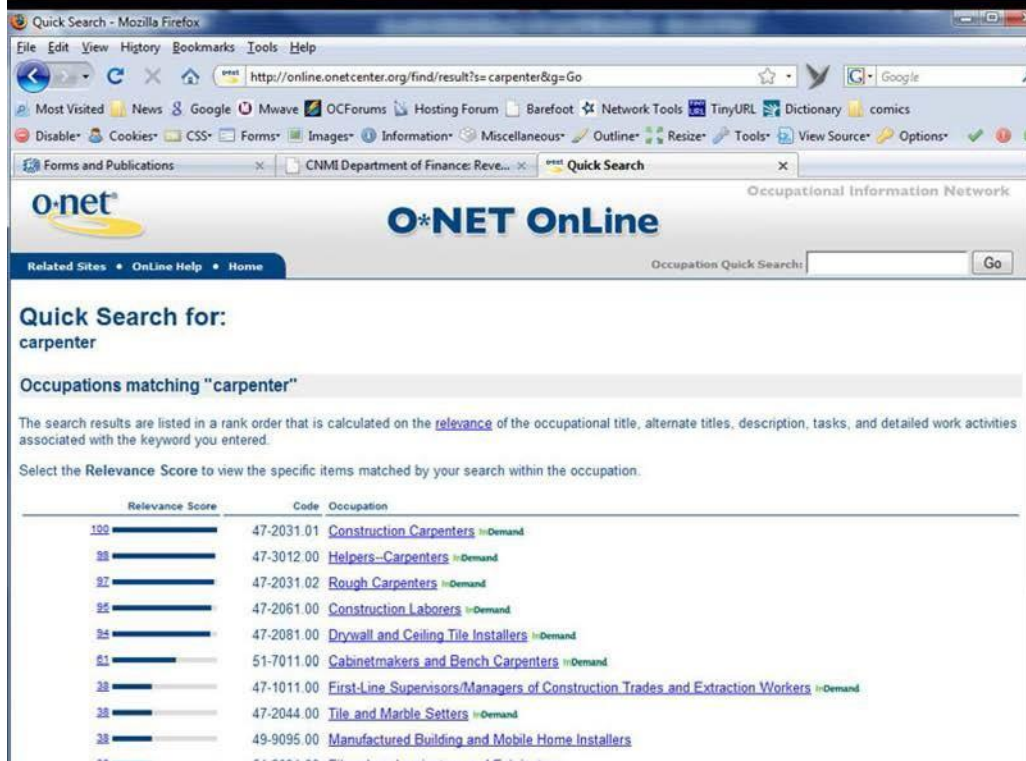 Quick Search - Mozilla Firefox
File Edit View History Bookmarks Tools Help
http://online.onetcenter.org/find/result?s=carpenter&g=Go Google
Most Visited News Google Mwave OCForums Hosting Forum Barefoot Network Tools TinyURL Dictionary comics
Disable Cookies CSS Forms Images Information Miscellaneous Outline Resize Tools View Source Options
Forms and Publications CNMI Department of Finance: Reve... Quick Search
o·net® Occupational Information Network
O*NET OnLine
Related Sites • OnLine Help • Home Occupation Quick Search: Go
Quick Search for:
carpenter
Occupations matching "carpenter"
The search results are listed in a rank order that is calculated on the relevance of the occupational title, alternate titles, description, tasks, and detailed work activities
associated with the keyword you entered.
Select the Relevance Score to view the specific items matched by your search within the occupation.
Relevance Score Code Occupation
100 47-2031.01 Construction Carpenters InDemand
98 47-3012.00 Helpers--Carpenters InDemand
97 47-2031.02 Rough Carpenters InDemand
95 47-2061.00 Construction Laborers InDemand
94 47-2081.00 Drywall and Ceiling Tile Installers InDemand
61 51-7011.00 Cabinetmakers and Bench Carpenters InDemand
38 47-1011.00 First-Line Supervisors/Managers of Construction Trades and Extraction Workers InDemand
38 47-2044.00 Tile and Marble Setters InDemand
38 49-9095.00 Manufactured Building and Mobile Home Installers